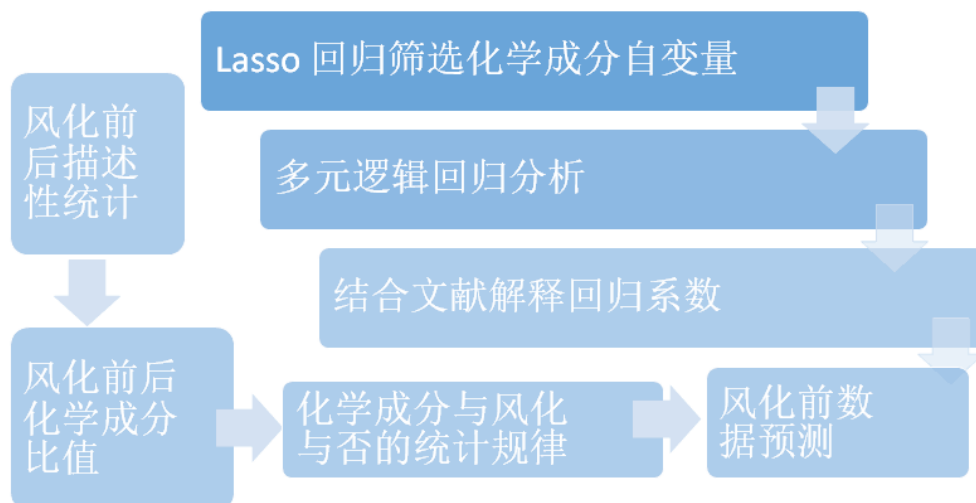 Lasso 回归筛选化学成分自变量
风化前
后描述
性统计
多元逻辑回归分析
结合文献解释回归系数
风化前后
化学成分
比值
化学成分与风化
与否的统计规律
风化前数
据预测